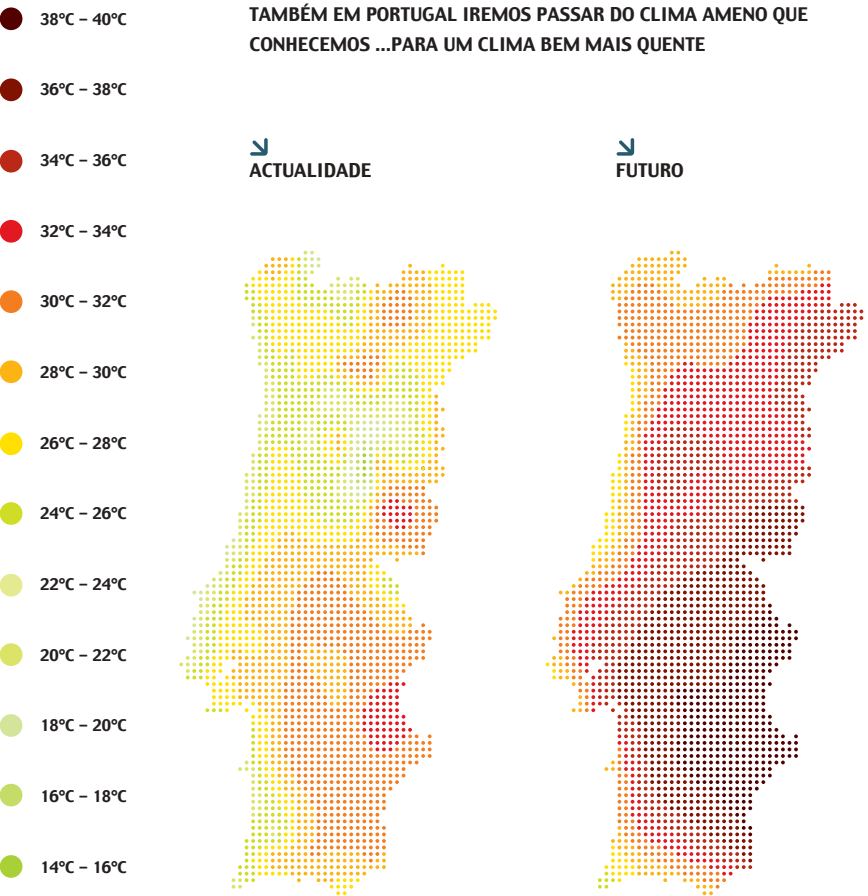 TAMBÉM EM PORTUGAL IREMOS PASSAR DO CLIMA AMENO QUE
CONHECEMOS ...PARA UM CLIMA BEM MAIS QUENTE
ACTUALIDADE
FUTURO
38ºC – 40ºC
36ºC – 38ºC
34ºC – 36ºC
32ºC – 34ºC
30ºC – 32ºC
28ºC – 30ºC
26ºC – 28ºC
24ºC – 26ºC
22ºC – 24ºC
20ºC – 22ºC
18ºC – 20ºC
16ºC – 18ºC
14ºC – 16ºC